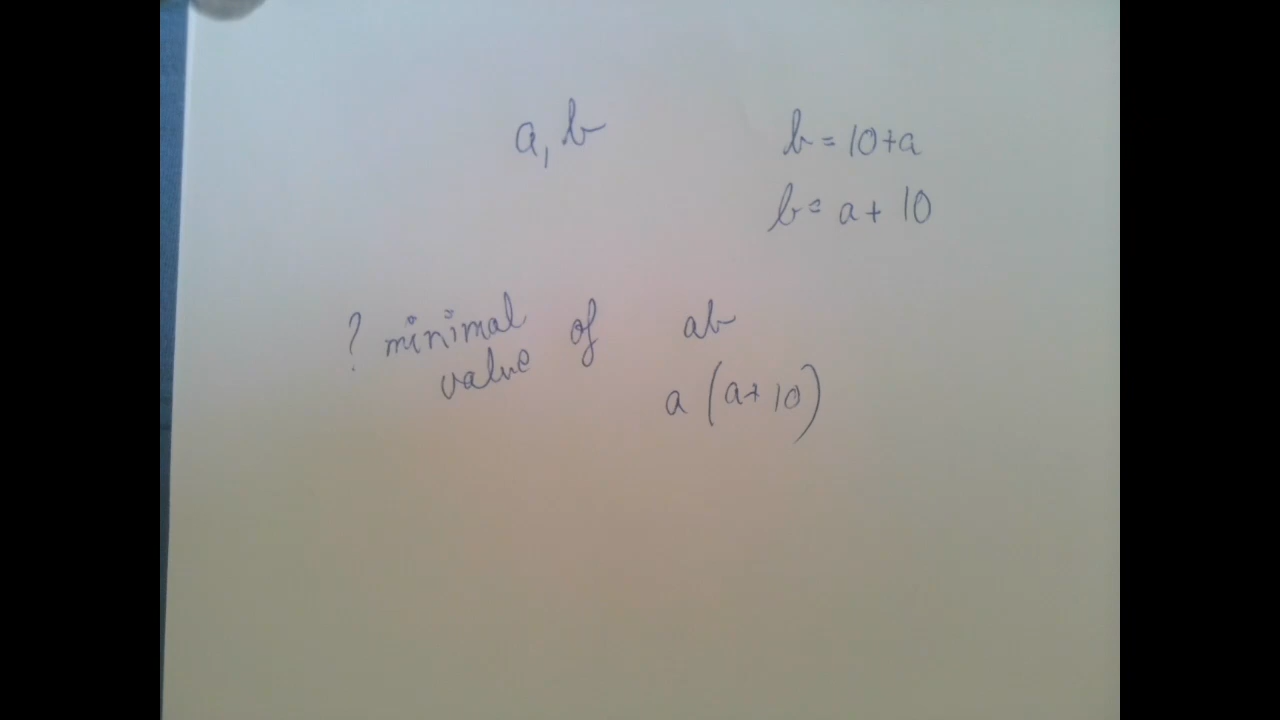 a, b
b = 10+a
b = a + 10
? minimal value of ab
a (a+10)